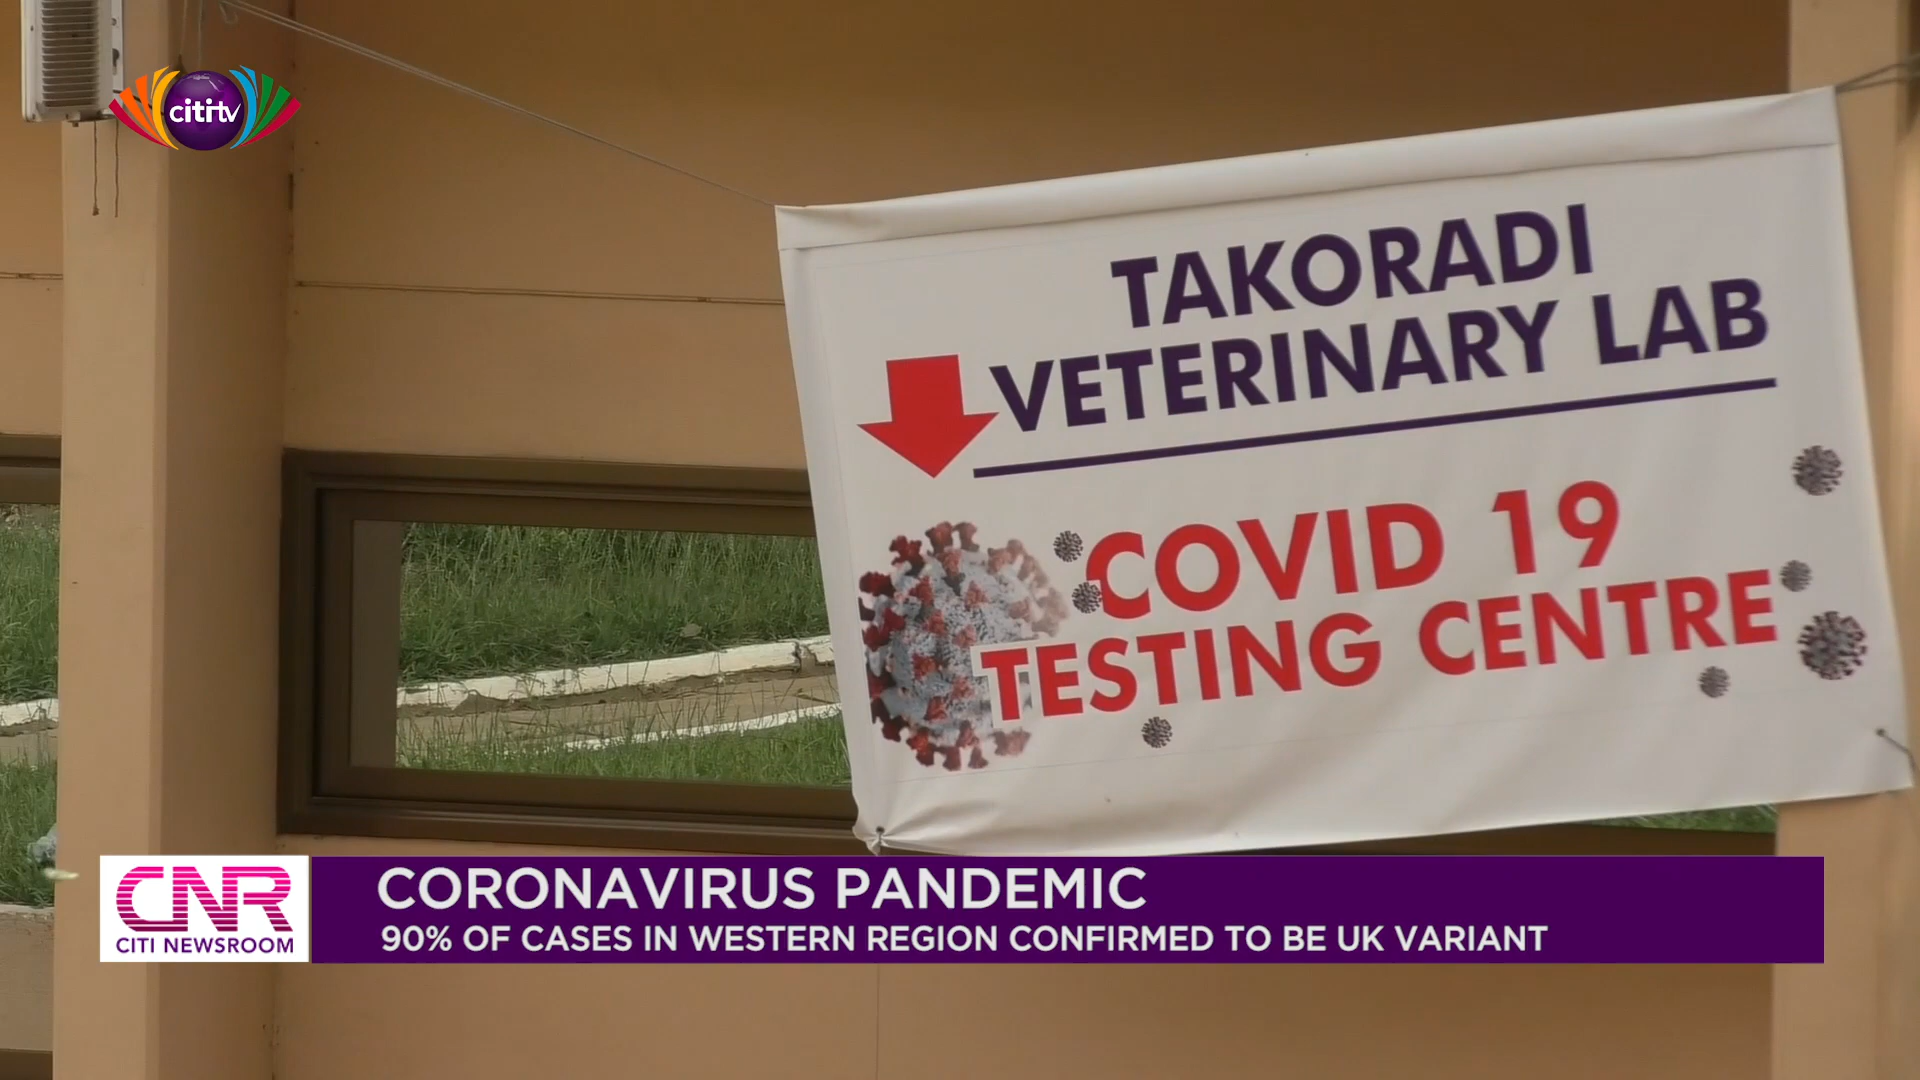 citi tv
TAKORADI
VETERINARY LAB
COVID 19
TESTING CENTRE
CNR
CITI NEWSROOM
CORONAVIRUS PANDEMIC
90% OF CASES IN WESTERN REGION CONFIRMED TO BE UK VARIANT